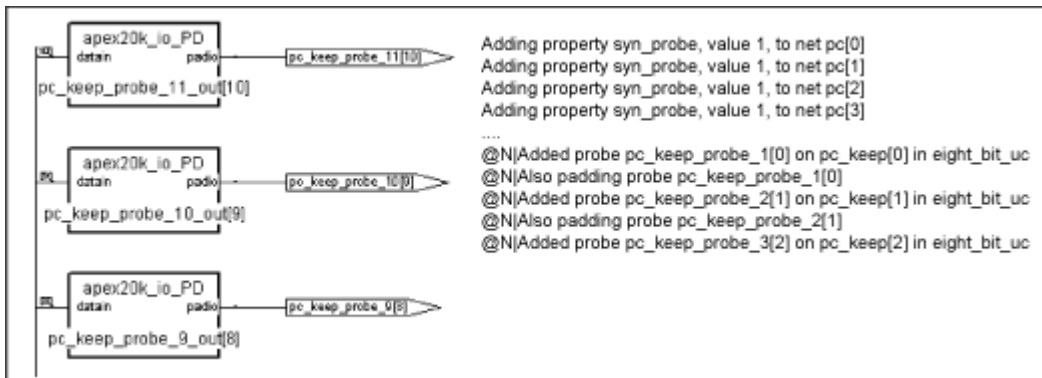 apex20k_io_PD
datain padio
pc_keep_probe_11[10]
pc_keep_probe_11_out[10]
apex20k_io_PD
datain padio
pc_keep_probe_10[9]
pc_keep_probe_10_out[9]
apex20k_io_PD
datain padio
pc_keep_probe_9[8]
pc_keep_probe_9_out[8]
Adding property syn_probe, value 1, to net pc[0]
Adding property syn_probe, value 1, to net pc[1]
Adding property syn_probe, value 1, to net pc[2]
Adding property syn_probe, value 1, to net pc[3]
....
@N|Added probe pc_keep_probe_1[0] on pc_keep[0] in eight_bit_uc
@N|Also padding probe pc_keep_probe_1[0]
@N|Added probe pc_keep_probe_2[1] on pc_keep[1] in eight_bit_uc
@N|Also padding probe pc_keep_probe_2[1]
@N|Added probe pc_keep_probe_3[2] on pc_keep[2] in eight_bit_uc